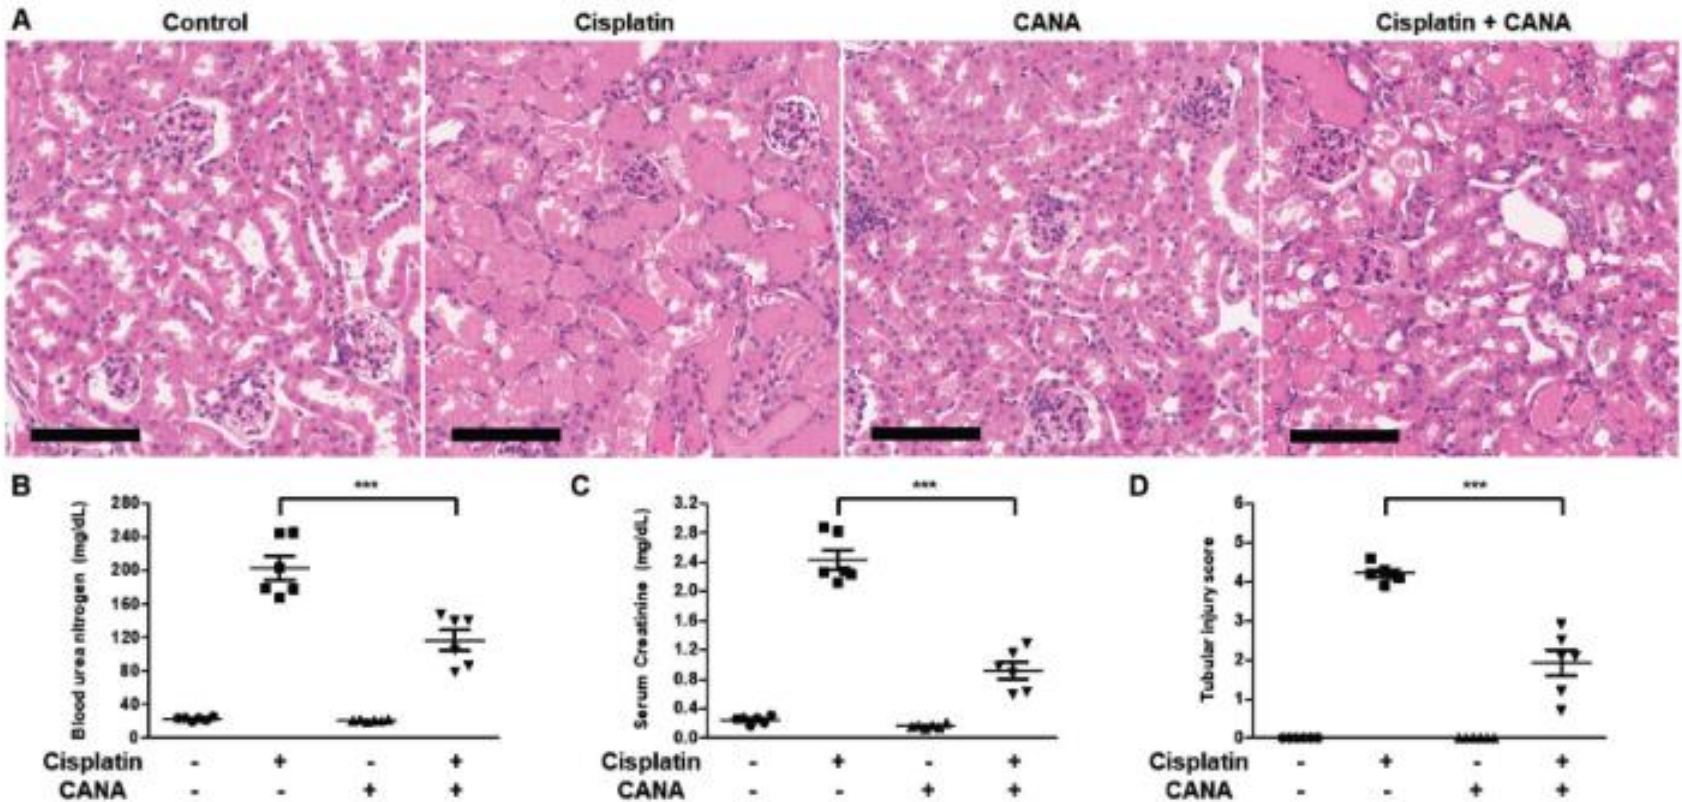 A
Control
Cisplatin
CANA
Cisplatin + CANA
B
***
Blood urea nitrogen (mg/dL)
280
240
200
160
120
80
40
0
Cisplatin - + - +
CANA - - + +
C
***
Serum Creatinine (mg/dL)
3.2
2.8
2.4
2.0
1.6
1.2
0.8
0.4
0.0
Cisplatin - + - +
CANA - - + +
D
***
Tubular injury score
6
5
4
3
2
1
0
Cisplatin - + - +
CANA - - + +